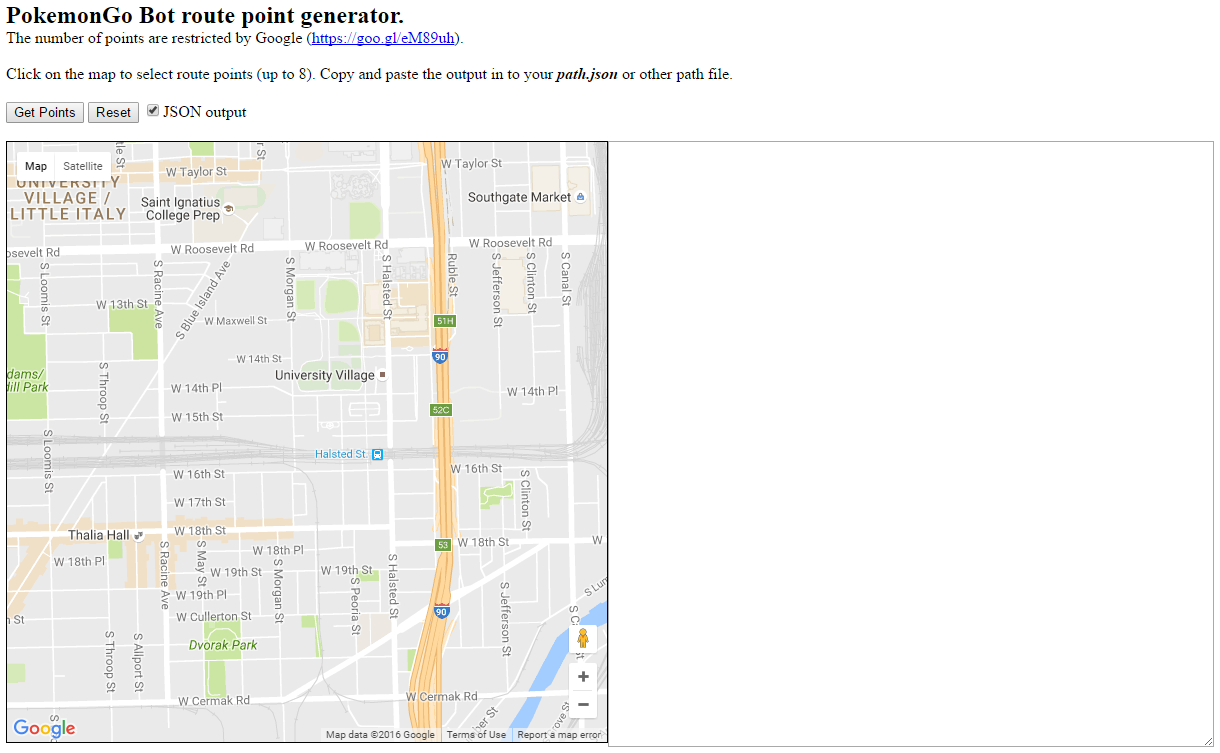 PokemonGo Bot route point generator.
The number of points are restricted by Google (https://goo.gl/eM89uh).
Click on the map to select route points (up to 8). Copy and paste the output in to your path.json or other path file.
Get Points Reset JSON output
Map Satellite
W Taylor St
W Taylor St
UNIVERSITY
VILLAGE /
LITTLE ITALY
Saint Ignatius
College Prep
Southgate Market
W Roosevelt Rd
W Roosevelt Rd
W Roosevelt Rd
S Loomis St
S Racine Ave
S Blue Island Ave
S Morgan St
S Halsted St
Ruble St
S Jefferson St
S Clinton St
S Canal St
W 13th St
W Maxwell St
51H
90
W 14th St
University Village
S Throop St
W 14th Pl
W 14th Pl
52C
W 15th St
Halsted St.
S Loomis St
W 16th St
W 16th St
S Clinton St
W 17th St
Thalia Hall
W 18th St
53
W 18th St
W 18th Pl
W 18th Pl
S Racine Ave
S May St
W 19th St
S Morgan St
W 19th St
S Peoria St
S Halsted St
W 19th Pl
W Cullerton St
90
S Jefferson St
S Throop St
S Allport St
Dvorak Park
W Cermak Rd
W Cermak Rd
+
−
Google
Map data ©2016 Google Terms of Use Report a map error